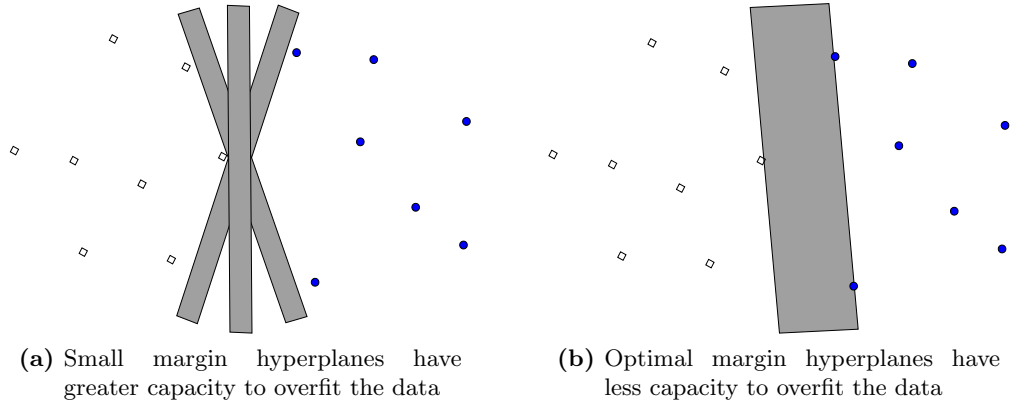 (a) Small margin hyperplanes have
greater capacity to overfit the data
(b) Optimal margin hyperplanes have
less capacity to overfit the data